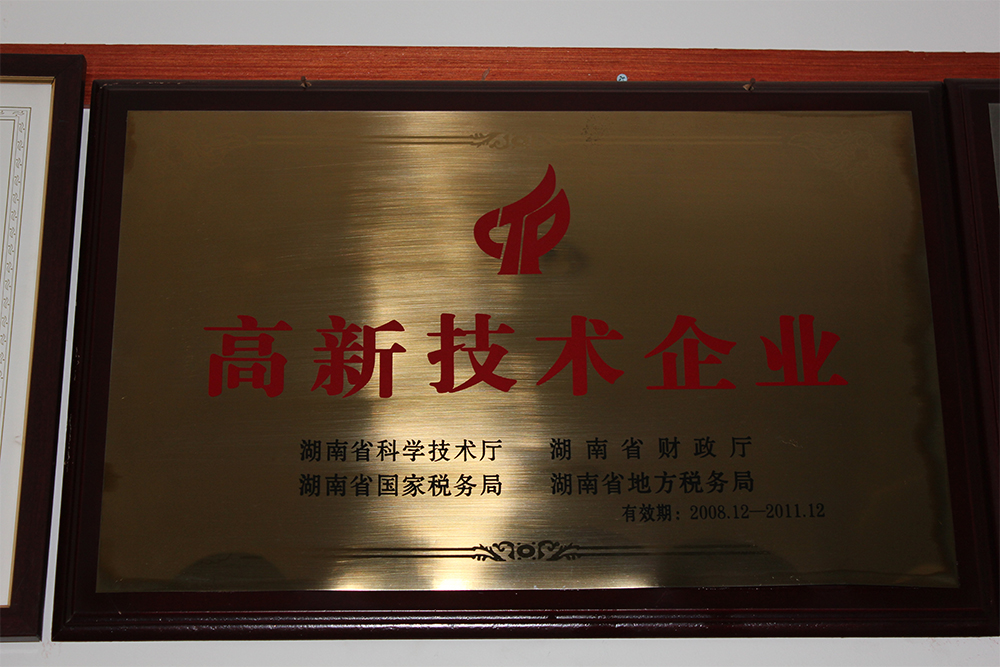 高新技术企业
湖南省科学技术厅 湖南省财政厅
湖南省国家税务局 湖南省地方税务局
有效期：2008.12—2011.12